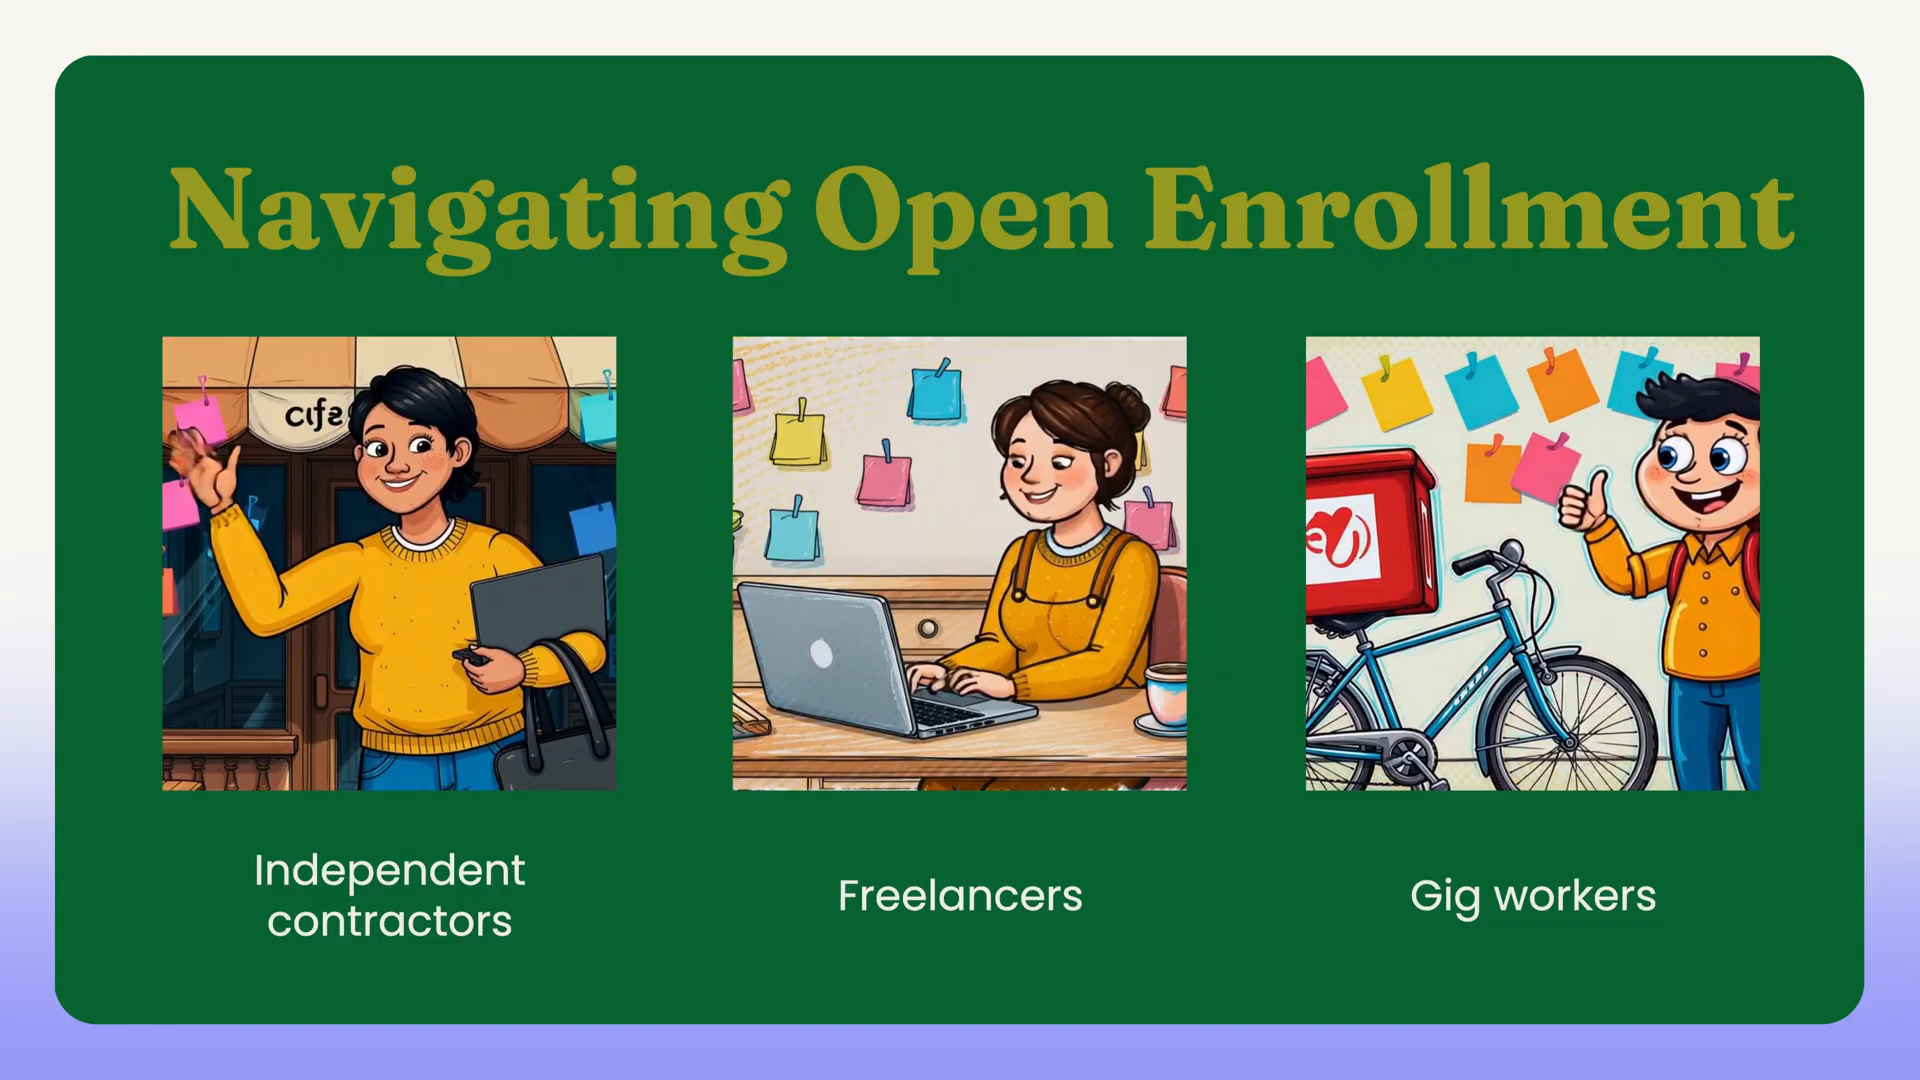 Navigating Open Enrollment
Independent
contractors
Freelancers
Gig workers